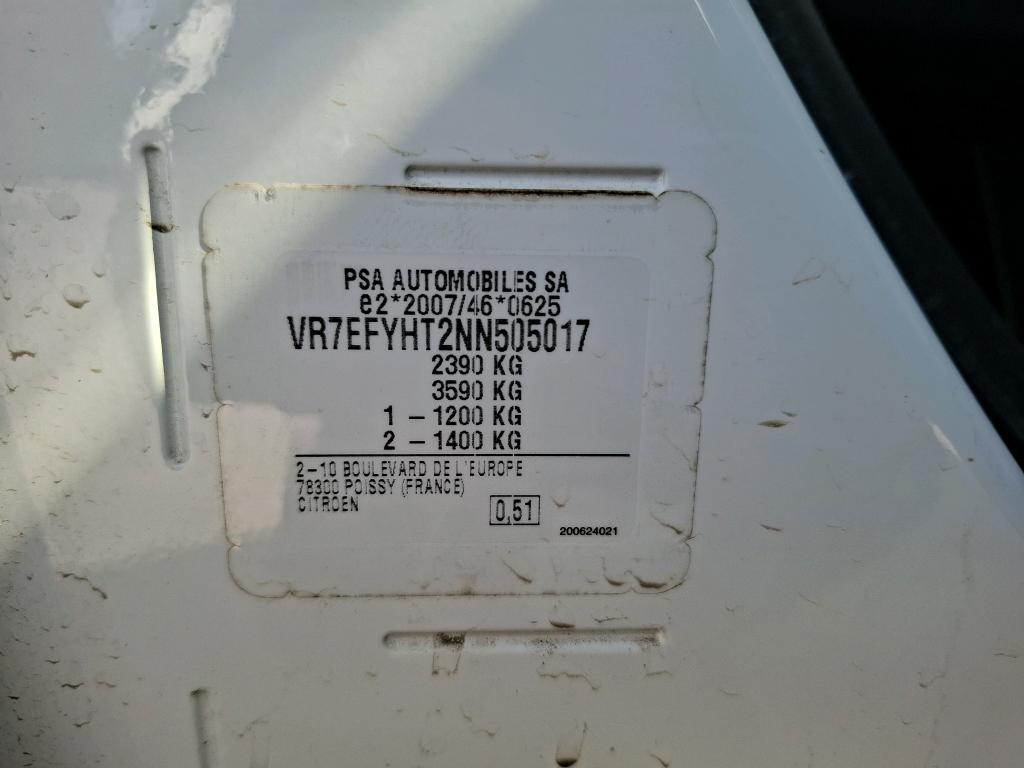 PSA AUTOMOBILES SA
e2*2007/46*0625
VR7EFYHT2NN505017
2390 KG
3590 KG
1 – 1200 KG
2 – 1400 KG
2–10 BOULEVARD DE L'EUROPE
78300 POISSY (FRANCE)
CITROEN
0,51
200624021